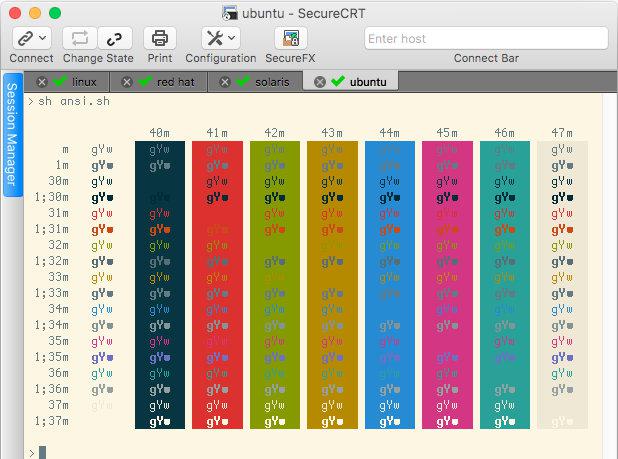 ubuntu - SecureCRT
Enter host
Connect Change State Print Configuration SecureFX Connect Bar
Session Manager
linux red hat solaris ubuntu
> sh ansi.sh
40m 41m 42m 43m 44m 45m 46m 47m
m gYw gYw gYw gYw gYw gYw gYw gYw gYw
1m gYw gYw gYw gYw gYw gYw gYw gYw gYw
30m gYw gYw gYw gYw gYw gYw gYw gYw
1;30m gYw gYw gYw gYw gYw gYw gYw gYw gYw
31m gYw gYw gYw gYw gYw gYw gYw gYw
1;31m gYw gYw gYw gYw gYw gYw gYw gYw gYw
32m gYw gYw gYw gYw gYw gYw gYw gYw
1;32m gYw gYw gYw gYw gYw gYw gYw gYw gYw
33m gYw gYw gYw gYw gYw gYw gYw gYw
1;33m gYw gYw gYw gYw gYw gYw gYw gYw gYw
34m gYw gYw gYw gYw gYw gYw gYw gYw
1;34m gYw gYw gYw gYw gYw gYw gYw gYw gYw
35m gYw gYw gYw gYw gYw gYw gYw gYw
1;35m gYw gYw gYw gYw gYw gYw gYw gYw gYw
36m gYw gYw gYw gYw gYw gYw gYw gYw
1;36m gYw gYw gYw gYw gYw gYw gYw gYw gYw
37m gYw gYw gYw gYw gYw gYw gYw gYw
1;37m gYw gYw gYw gYw gYw gYw gYw gYw
>